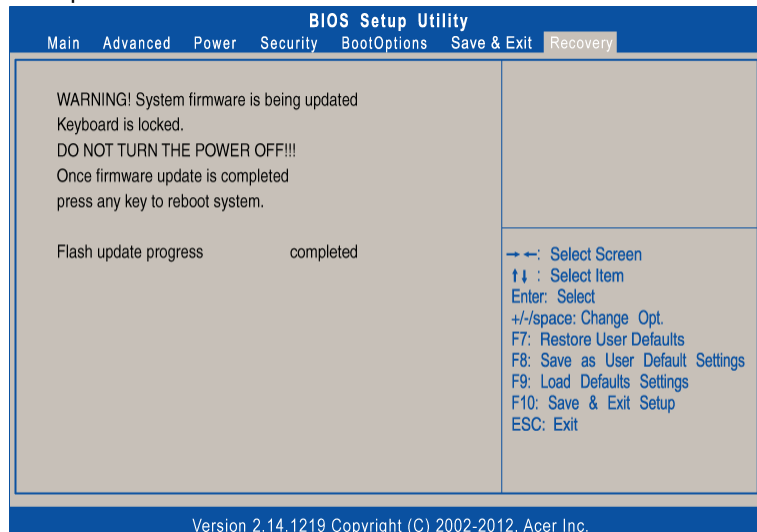 BIOS Setup Utility
Main Advanced Power Security BootOptions Save & Exit Recovery
WARNING! System firmware is being updated
Keyboard is locked.
DO NOT TURN THE POWER OFF!!!
Once firmware update is completed
press any key to reboot system.
Flash update progress completed
→ ←: Select Screen
↑↓ : Select Item
Enter: Select
+/-/space: Change Opt.
F7: Restore User Defaults
F8: Save as User Default Settings
F9: Load Defaults Settings
F10: Save & Exit Setup
ESC: Exit
Version 2.14.1219 Copyright (C) 2002-2012, Acer Inc.